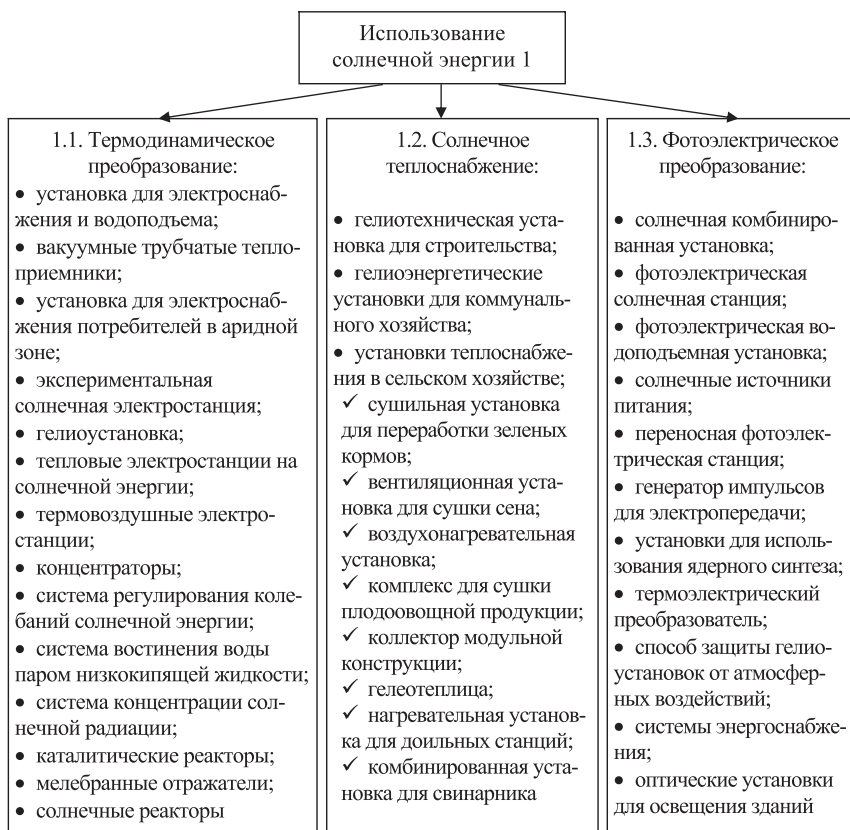 Использование
солнечной энергии 1
1.1. Термодинамическое
преобразование:
• установка для электроснаб-
жения и водоподъема;
• вакуумные трубчатые тепло-
приемники;
• установка для электроснаб-
жения потребителей в аридной
зоне;
• экспериментальная
солнечная электростанция;
• гелиоустановка;
• тепловые электростанции на
солнечной энергии;
• термовоздушные электро-
станции;
• концентраторы;
• система регулирования коле-
баний солнечной энергии;
• система востинения воды
паром низкокипящей жидкости;
• система концентрации сол-
нечной радиации;
• каталитические реакторы;
• мелебранные отражатели;
• солнечные реакторы
1.2. Солнечное
теплоснабжение:
• гелиотехническая уста-
новка для строительства;
• гелиоэнергетические
установки для коммуналь-
ного хозяйства;
• установки теплоснабже-
ния в сельском хозяйстве;
✓ сушильная установка
для переработки зеленых
кормов;
✓ вентиляционная уста-
новка для сушки сена;
✓ воздухонагревательная
установка;
✓ комплекс для сушки
плодоовощной продукции;
✓ коллектор модульной
конструкции;
✓ гелеотеплица;
✓ нагревательная установ-
ка для доильных станций;
✓ комбинированная уста-
новка для свинарника
1.3. Фотоэлектрическое
преобразование:
• солнечная комбиниро-
ванная установка;
• фотоэлектрическая
солнечная станция;
• фотоэлектрическая во-
доподъемная установка;
• солнечные источники
питания;
• переносная фотоэлек-
трическая станция;
• генератор импульсов
для электропередачи;
• установки для исполь-
зования ядерного синтеза;
• термоэлектрический
преобразователь;
• способ защиты гелио-
установок от атмосфер-
ных воздействий;
• системы энергоснабже-
ния;
• оптические установки
для освещения зданий